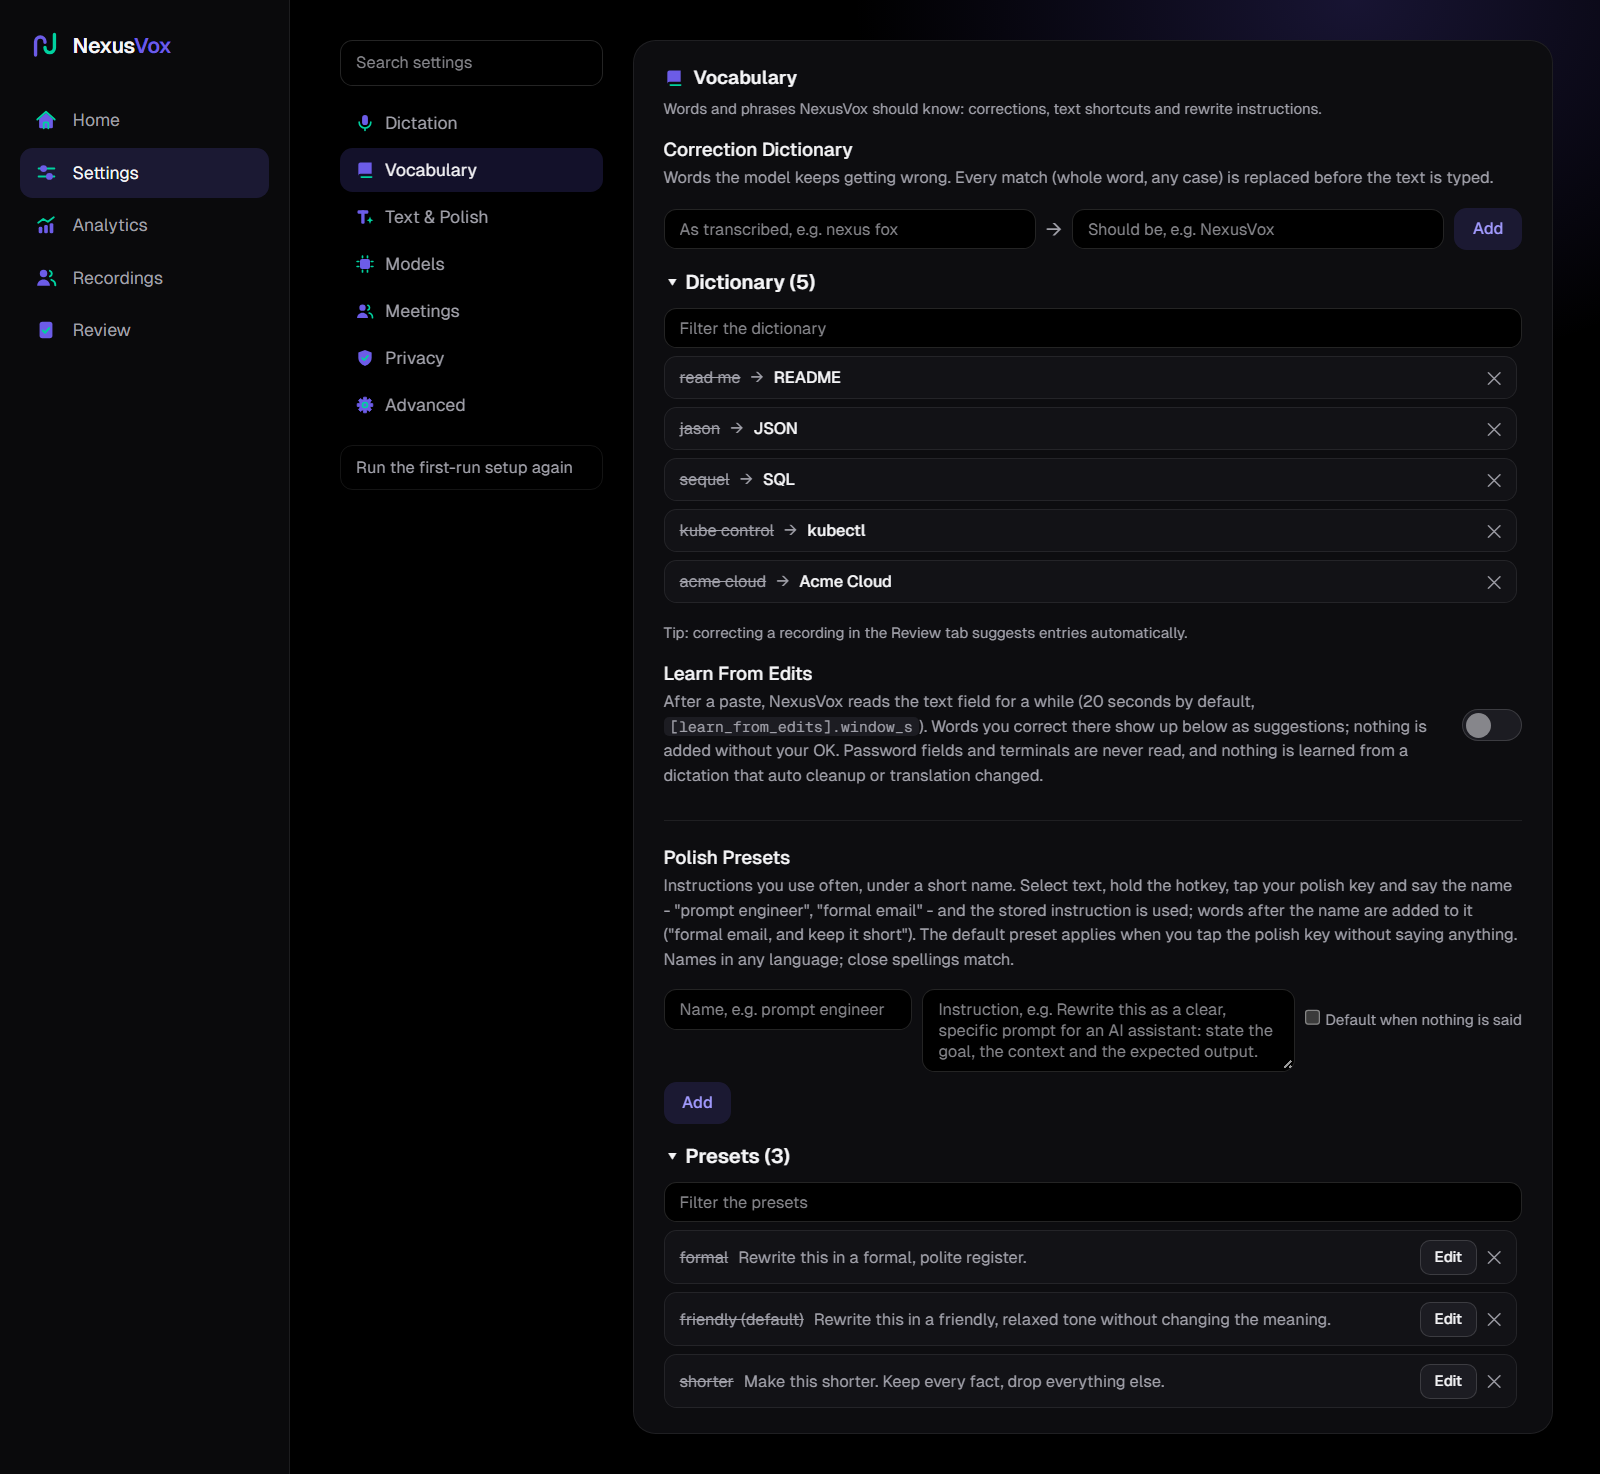 NexusVox
Home
Settings
Analytics
Recordings
Review
Search settings
Dictation
Vocabulary
Text & Polish
Models
Meetings
Privacy
Advanced
Run the first-run setup again
Vocabulary
Words and phrases NexusVox should know: corrections, text shortcuts and rewrite instructions.
Correction Dictionary
Words the model keeps getting wrong. Every match (whole word, any case) is replaced before the text is typed.
As transcribed, e.g. nexus fox → Should be, e.g. NexusVox Add
▼ Dictionary (5)
Filter the dictionary
read me → README
jason → JSON
sequel → SQL
kube control → kubectl
acme cloud → Acme Cloud
Tip: correcting a recording in the Review tab suggests entries automatically.
Learn From Edits
After a paste, NexusVox reads the text field for a while (20 seconds by default,
[learn_from_edits].window_s). Words you correct there show up below as suggestions; nothing is
added without your OK. Password fields and terminals are never read, and nothing is learned from a
dictation that auto cleanup or translation changed.
Polish Presets
Instructions you use often, under a short name. Select text, hold the hotkey, tap your polish key and say the name
- "prompt engineer", "formal email" - and the stored instruction is used; words after the name are added to it
("formal email, and keep it short"). The default preset applies when you tap the polish key without saying anything.
Names in any language; close spellings match.
Name, e.g. prompt engineer
Instruction, e.g. Rewrite this as a clear,
specific prompt for an AI assistant: state the
goal, the context and the expected output.
Default when nothing is said
Add
▼ Presets (3)
Filter the presets
formal Rewrite this in a formal, polite register. Edit
friendly (default) Rewrite this in a friendly, relaxed tone without changing the meaning. Edit
shorter Make this shorter. Keep every fact, drop everything else. Edit